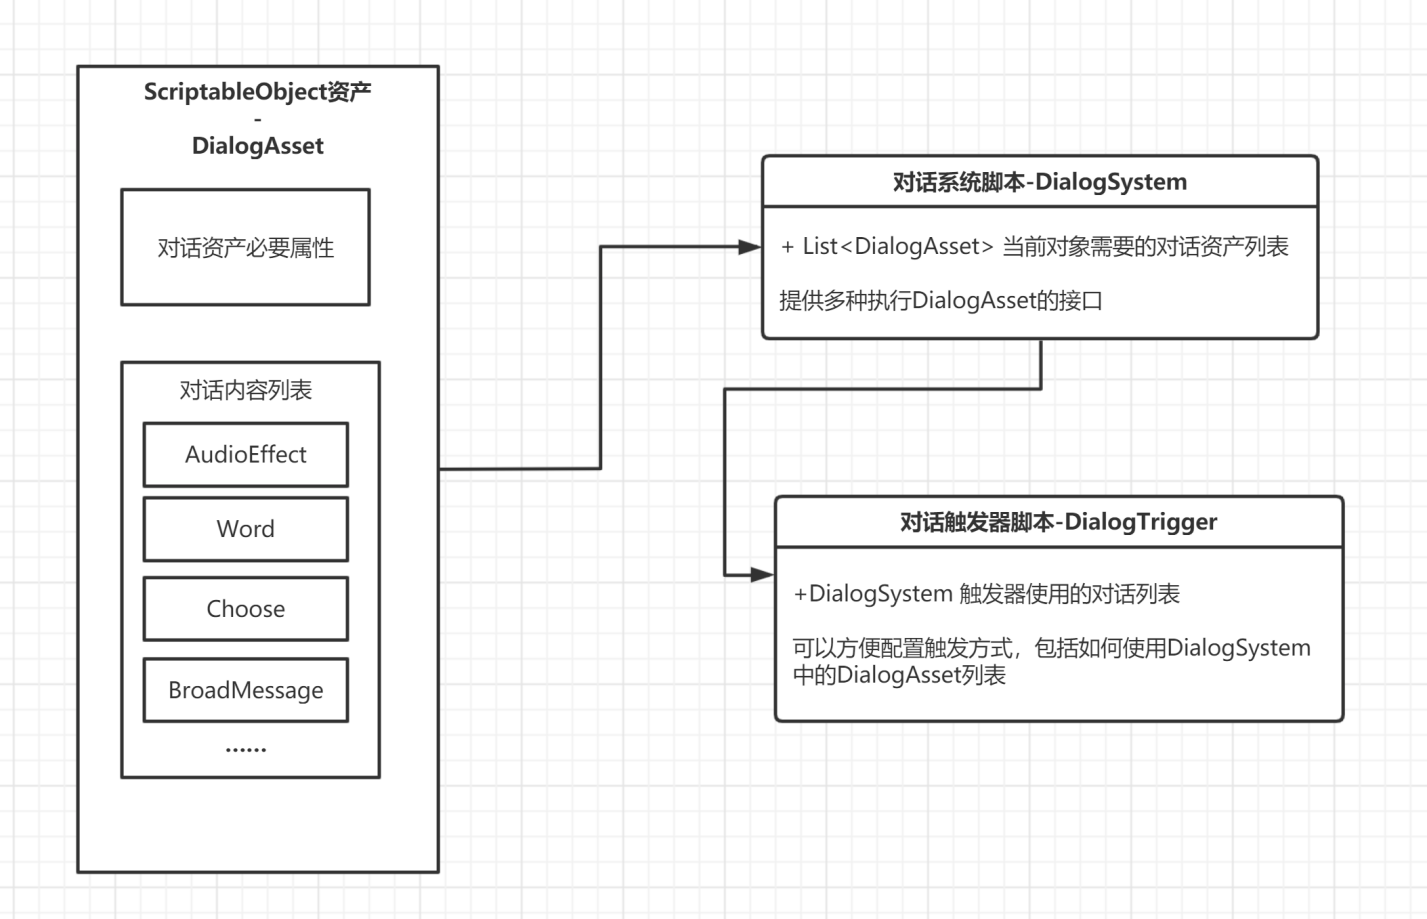 ScriptableObject资产
-
DialogAsset
对话资产必要属性
对话内容列表
AudioEffect
Word
Choose
BroadMessage
……
对话系统脚本-DialogSystem
+ List<DialogAsset> 当前对象需要的对话资产列表
提供多种执行DialogAsset的接口
对话触发器脚本-DialogTrigger
+DialogSystem 触发器使用的对话列表
可以方便配置触发方式，包括如何使用DialogSystem
中的DialogAsset列表